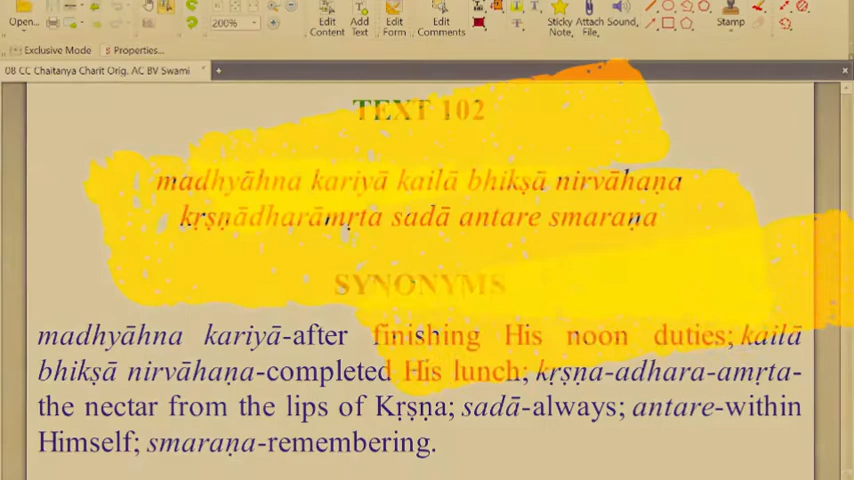 Open...
200%
Edit Content
Add Text
Edit Form
Edit Comments
Sticky Note,
Attach File,
Sound,
Stamp
Exclusive Mode
Properties...
08 CC Chaitanya Charit Orig. AC BV Swami
TEXT 102
madhyāhna kariyā kailā bhikṣā nirvāhaṇa
kṛṣṇādharāmṛta sadā antare smaraṇa
SYNONYMS
madhyāhna kariyā-after finishing His noon duties; kailā
bhikṣā nirvāhaṇa-completed His lunch; kṛṣṇa-adhara-amṛta-
the nectar from the lips of Kṛṣṇa; sadā-always; antare-within
Himself; smaraṇa-remembering.